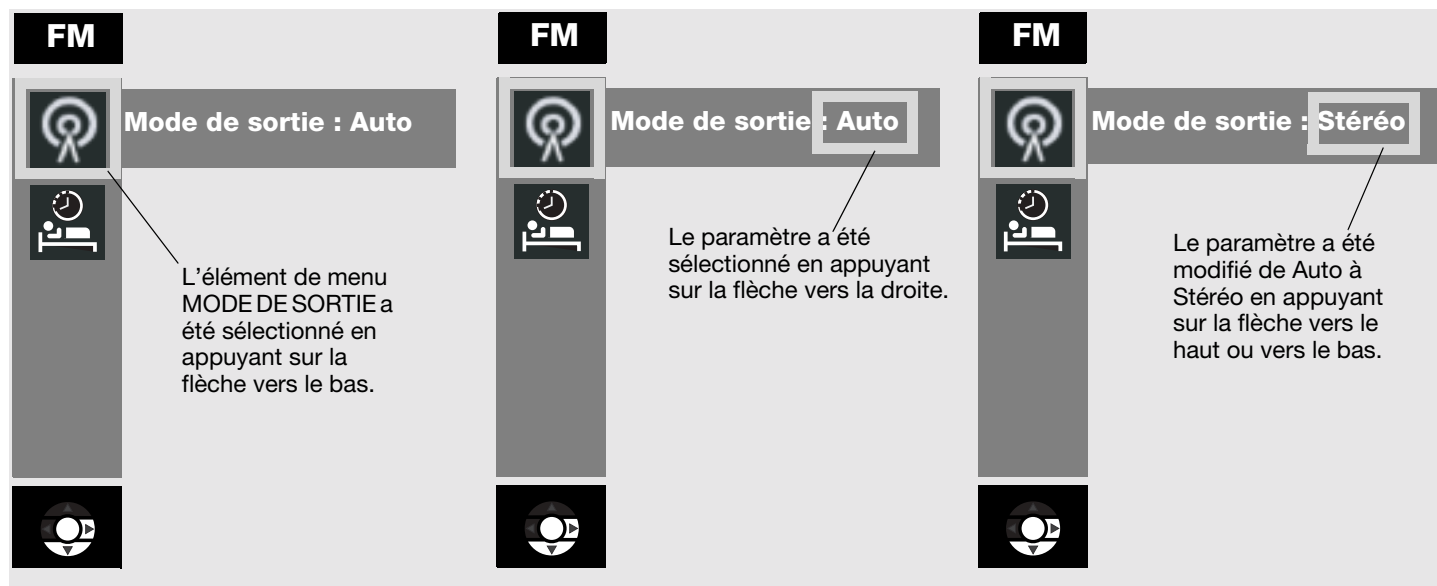 FM
Mode de sortie : Auto
L'élément de menu
MODE DE SORTIE a
été sélectionné en
appuyant sur la
flèche vers le bas.
FM
Mode de sortie : Auto
Le paramètre a été
sélectionné en appuyant
sur la flèche vers la droite.
FM
Mode de sortie : Stéréo
Le paramètre a été
modifié de Auto à
Stéréo en appuyant
sur la flèche vers le
haut ou vers le bas.